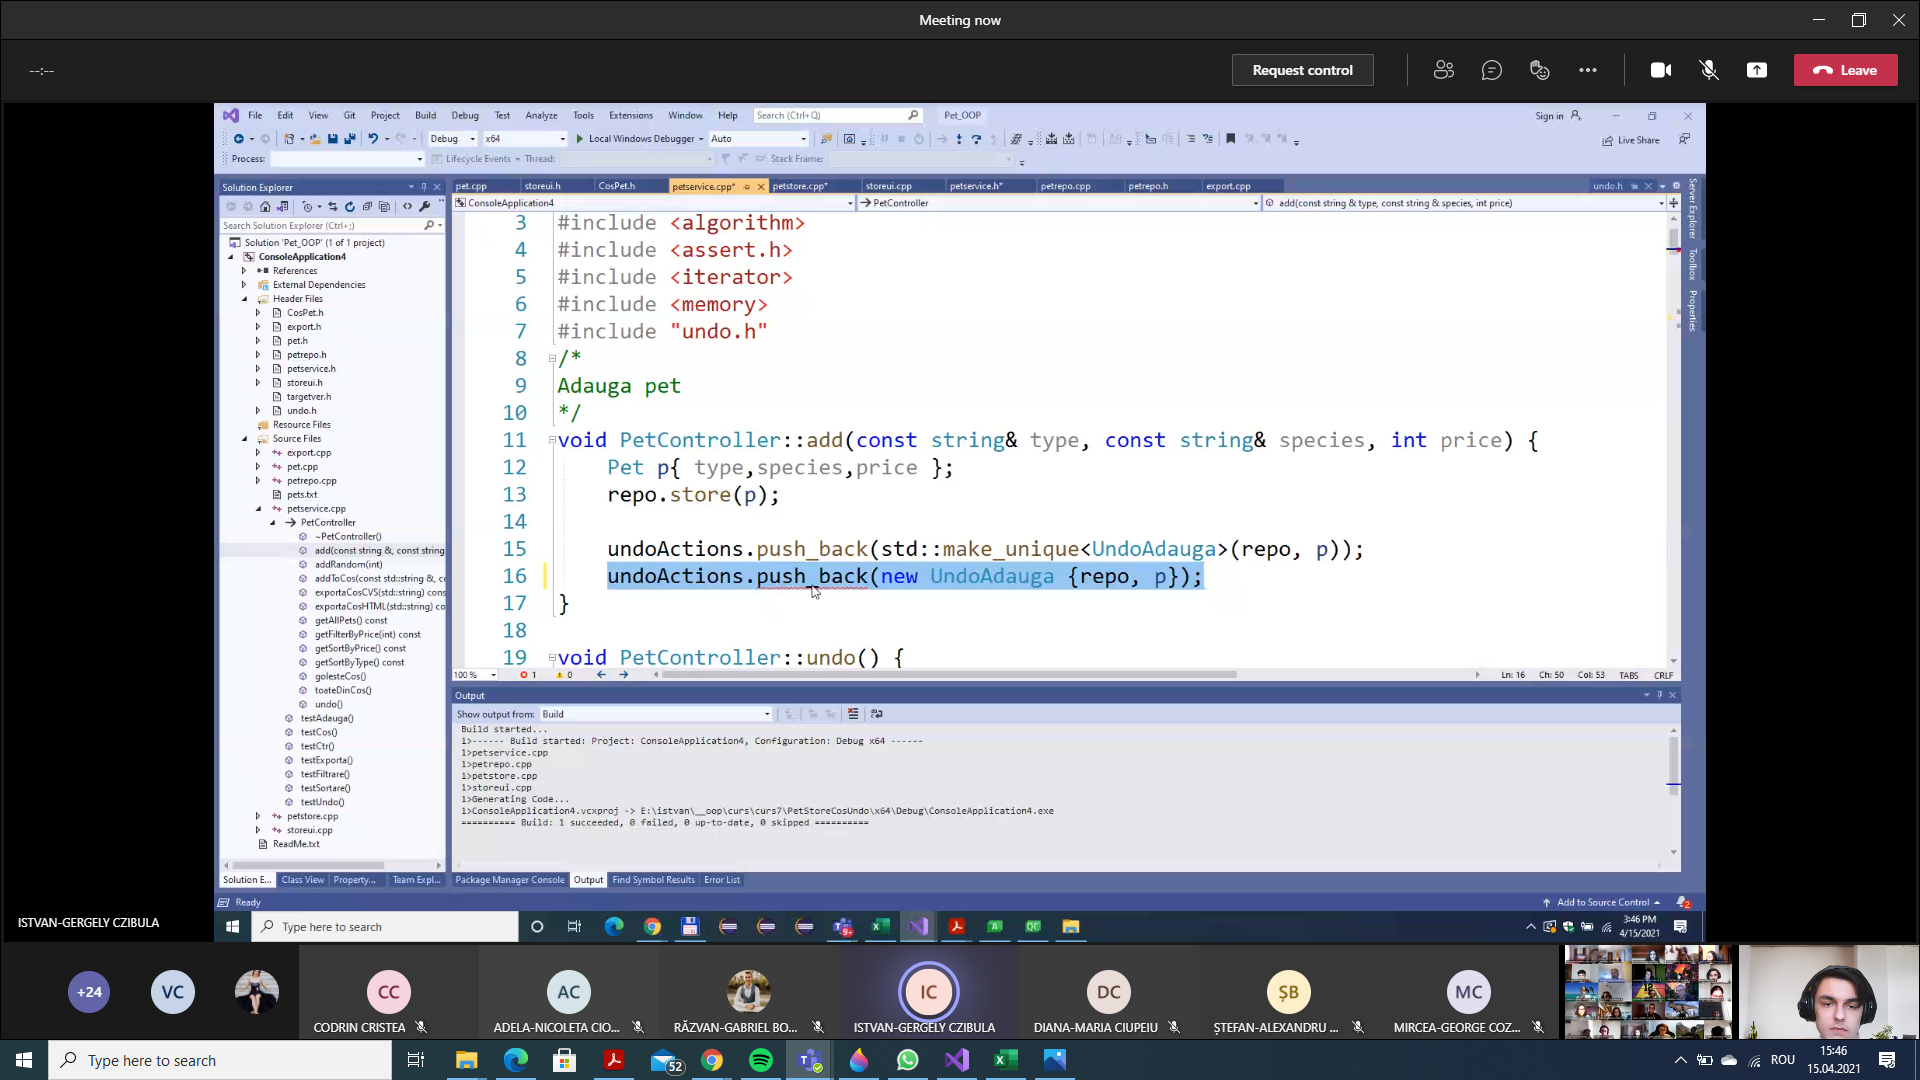 Meeting now
--:--
Request control
Leave
File Edit View Git Project Build Debug Test Analyze Tools Extensions Window Help Search (Ctrl+Q) Pet_OOP
Sign in
Debug x64 Local Windows Debugger Auto
Live Share
Process: Lifecycle Events Thread: Stack Frame:
Solution Explorer
Search Solution Explorer (Ctrl+;)
Solution 'Pet_OOP' (1 of 1 project)
ConsoleApplication4
References
External Dependencies
Header Files
CosPet.h
export.h
pet.h
petrepo.h
petservice.h
storeui.h
targetver.h
undo.h
Resource Files
Source Files
export.cpp
pet.cpp
petrepo.cpp
pets.txt
petservice.cpp
PetController
~PetController()
add(const string &, const string
addRandom(int)
addToCos(const std::string &, co
exportaCosCVS(std::string) const
exportaCosHTML(std::string) co
getAllPets() const
getFilterByPrice(int) const
getSortByPrice() const
getSortByType() const
golesteCos()
toateDinCos()
undo()
testAdauga()
testCos()
testCtr()
testExporta()
testFiltrare()
testSortare()
testUndo()
petstore.cpp
storeui.cpp
ReadMe.txt
Solution E... Class View Property... Team Expl...
pet.cpp storeui.h CosPet.h petservice.cpp* petstore.cpp* storeui.cpp petservice.h* petrepo.cpp petrepo.h export.cpp undo.h
ConsoleApplication4 PetController add(const string & type, const string & species, int price)
3 #include <algorithm>
4 #include <assert.h>
5 #include <iterator>
6 #include <memory>
7 #include "undo.h"
8 /*
9 Adauga pet
10 */
11 void PetController::add(const string& type, const string& species, int price) {
12 Pet p{ type,species,price };
13 repo.store(p);
14
15 undoActions.push_back(std::make_unique<UndoAdauga>(repo, p));
16 undoActions.push_back(new UndoAdauga {repo, p});
17 }
18
19 void PetController::undo() {
100 % 1 0 Ln: 16 Ch: 50 Col: 53 TABS CRLF
Server Explorer
Toolbox
Properties
Output
Show output from: Build
Build started...
1>------ Build started: Project: ConsoleApplication4, Configuration: Debug x64 ------
1>petservice.cpp
1>petrepo.cpp
1>petstore.cpp
1>storeui.cpp
1>Generating Code...
1>ConsoleApplication4.vcxproj -> E:\istvan\__oop\curs\curs7\PetStoreCosUndo\x64\Debug\ConsoleApplication4.exe
========== Build: 1 succeeded, 0 failed, 0 up-to-date, 0 skipped ==========
Package Manager Console Output Find Symbol Results Error List
Ready
Add to Source Control 2
ISTVAN-GERGELY CZIBULA
Type here to search
3:46 PM
4/15/2021
+24
VC
CC
AC
IC
DC
ŞB
MC
CODRIN CRISTEA
ADELA-NICOLETA CIO...
RĂZVAN-GABRIEL BO...
ISTVAN-GERGELY CZIBULA
DIANA-MARIA CIUPEIU
ŞTEFAN-ALEXANDRU ...
MIRCEA-GEORGE COZ...
Type here to search
52
ROU
15:46
15.04.2021